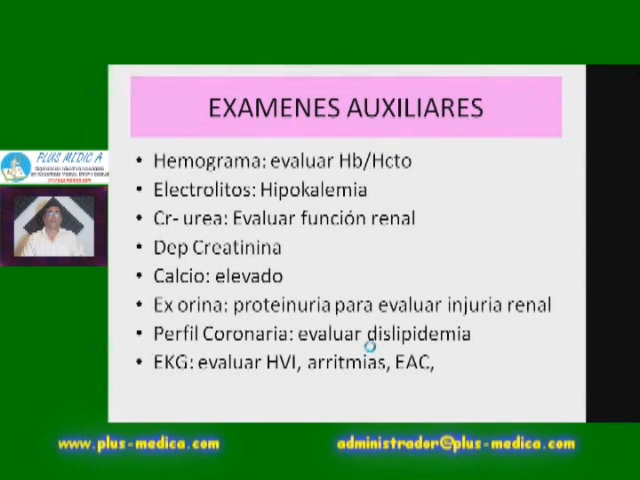 EXAMENES AUXILIARES
• Hemograma: evaluar Hb/Hcto
• Electrolitos: Hipokalemia
• Cr- urea: Evaluar función renal
• Dep Creatinina
• Calcio: elevado
• Ex orina: proteinuria para evaluar injuria renal
• Perfil Coronaria: evaluar dislipidemia
• EKG: evaluar HVI, arritmias, EAC,
PLUS MEDIC A
www.plus-medica.com
administrador@plus-medica.com